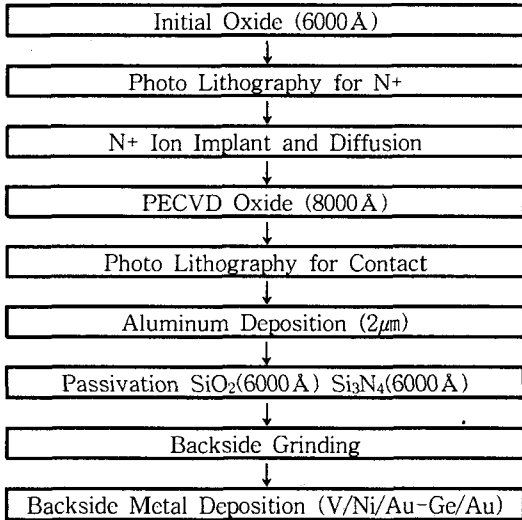 Initial Oxide (6000Å)
Photo Lithography for N+
N+ Ion Implant and Diffusion
PECVD Oxide (8000Å)
Photo Lithography for Contact
Aluminum Deposition (2㎛)
Passivation SiO₂(6000Å) Si₃N₄(6000Å)
Backside Grinding
Backside Metal Deposition (V/Ni/Au-Ge/Au)